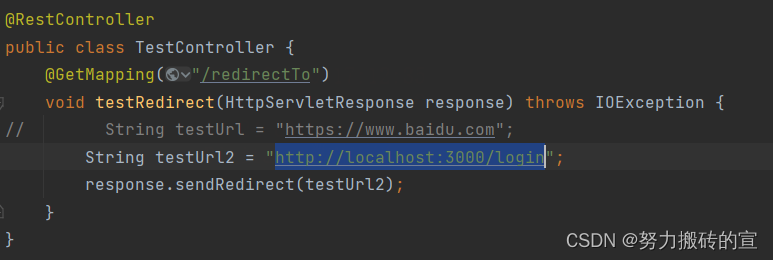 @RestController
public class TestController {
    @GetMapping("/redirectTo")
    void testRedirect(HttpServletResponse response) throws IOException {
//        String testUrl = "https://www.baidu.com";
        String testUrl2 = "http://localhost:3000/login";
        response.sendRedirect(testUrl2);
    }
}
CSDN @努力搬砖的宣